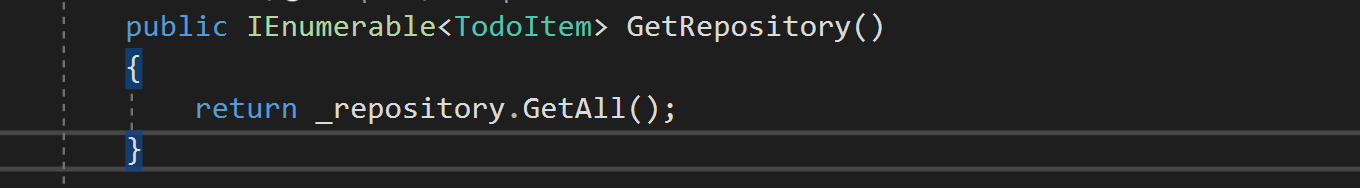 public IEnumerable<TodoItem> GetRepository()
{
return _repository.GetAll();
}